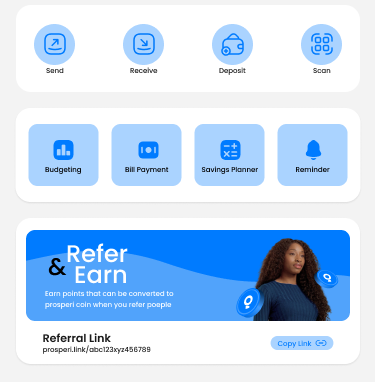 Send Receive Deposit Scan
Budgeting Bill Payment Savings Planner Reminder
Refer
& Earn
Earn points that can be converted to
prosperi coin when you refer poeple
Referral Link
prosperi.link/abc123xyz456789
Copy Link